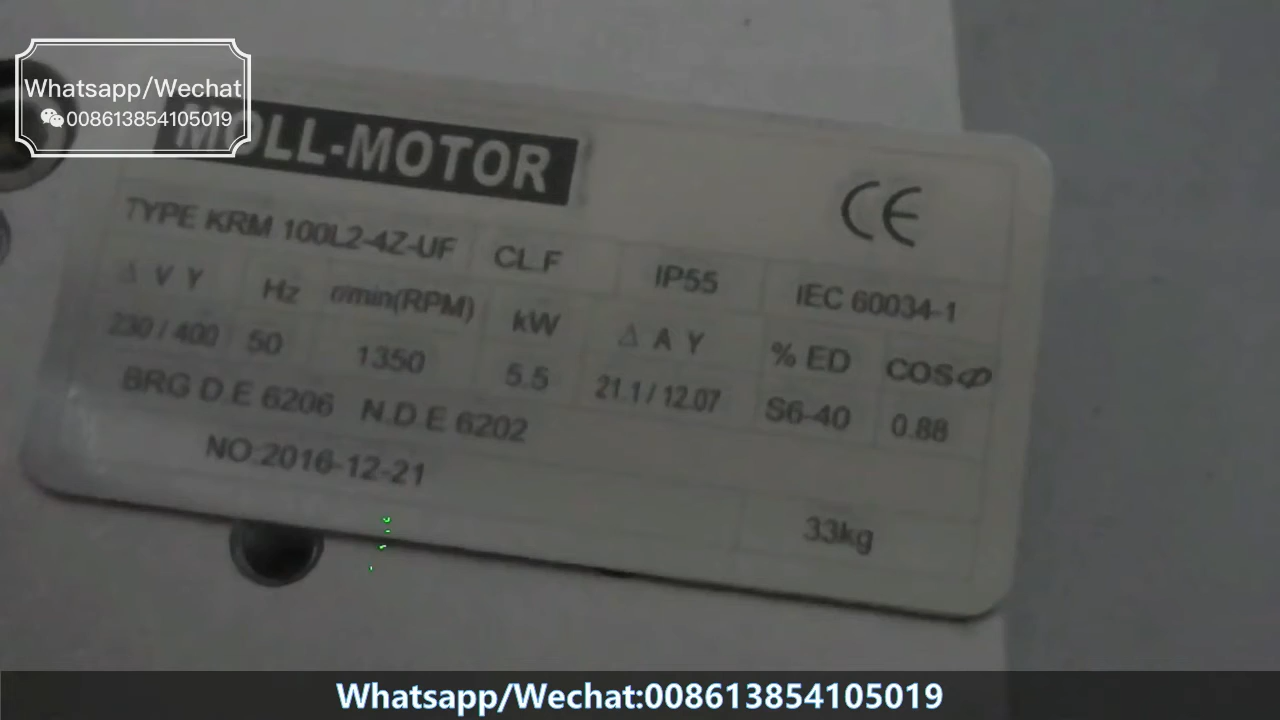 Whatsapp/Wechat
008613854105019
MOLL-MOTOR
CE
TYPE KRM 100L2-4Z-UF CL.F IP55 IEC 60034-1
Δ V Y Hz r/min(RPM) kW Δ A Y % ED COSΦ
230 / 400 50 1350 5.5 21.1 / 12.07 S6-40 0.88
BRG D.E 6206 N.D.E 6202
NO.2016-12-21
33kg
Whatsapp/Wechat:008613854105019